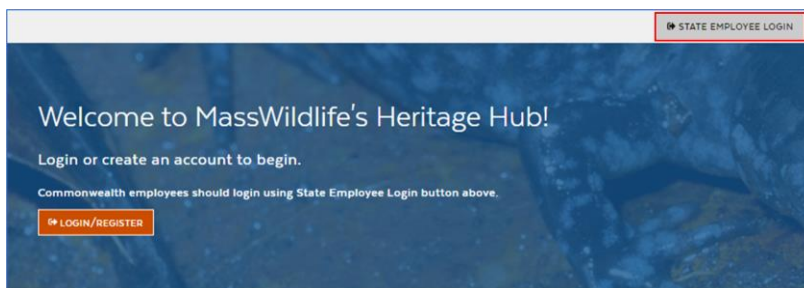 STATE EMPLOYEE LOGIN
Welcome to MassWildlife's Heritage Hub!
Login or create an account to begin.
Commonwealth employees should login using State Employee Login button above.
LOGIN/REGISTER